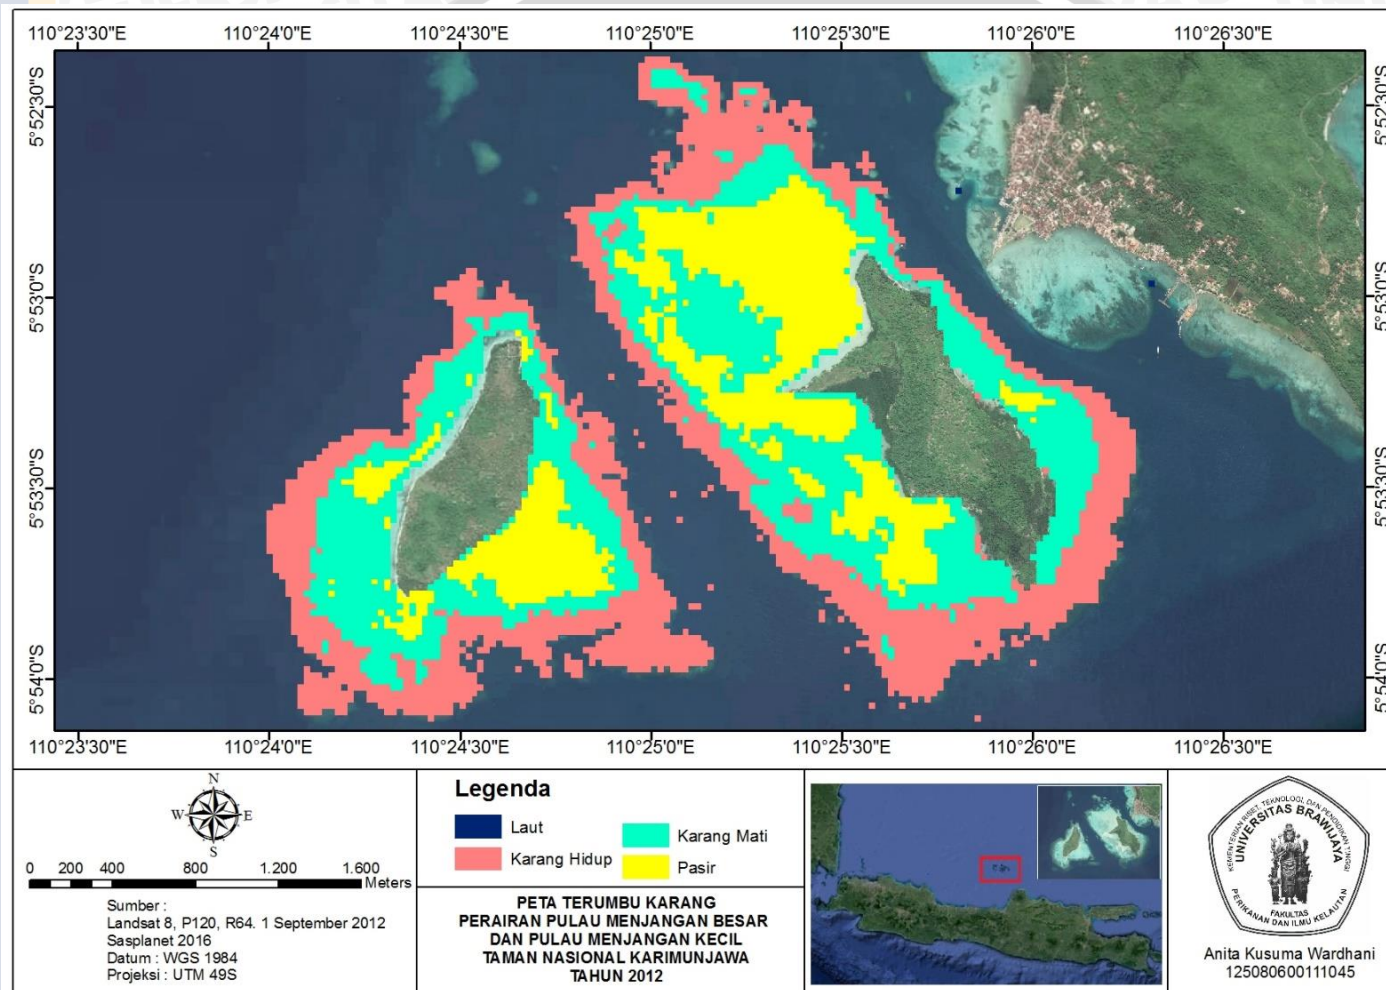 110°23'30"E 110°24'0"E 110°24'30"E 110°25'0"E 110°25'30"E 110°26'0"E 110°26'30"E
5°52'30"S 5°52'30"S
5°53'0"S 5°53'0"S
5°53'30"S 5°53'30"S
5°54'0"S 5°54'0"S
110°23'30"E 110°24'0"E 110°24'30"E 110°25'0"E 110°25'30"E 110°26'0"E 110°26'30"E
N
W E
S
0 200 400 800 1.200 1.600
Meters
Sumber :
Landsat 8, P120, R64. 1 September 2012
Sasplanet 2016
Datum : WGS 1984
Projeksi : UTM 49S
Legenda
Laut
Karang Hidup
Karang Mati
Pasir
PETA TERUMBU KARANG
PERAIRAN PULAU MENJANGAN BESAR
DAN PULAU MENJANGAN KECIL
TAMAN NASIONAL KARIMUNJAWA
TAHUN 2012
KEMENTERIAN RISET, TEKNOLOGI, DAN PENDIDIKAN TINGGI
UNIVERSITAS BRAWIJAYA
FAKULTAS
PERIKANAN DAN ILMU KELAUTAN
Anita Kusuma Wardhani
125080600111045